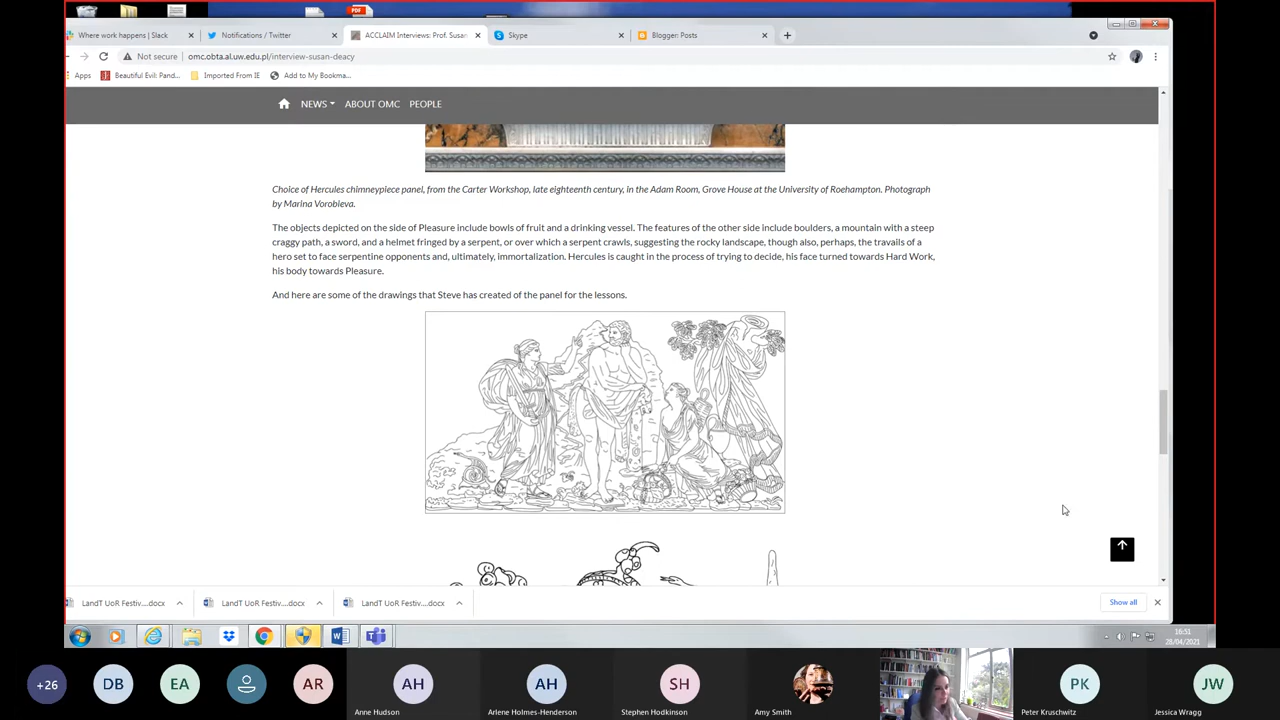 Where work happens | Slack
Notifications / Twitter
ACCLAIM Interviews: Prof. Susan
Skype
Blogger: Posts
Not secure
omc.obta.al.uw.edu.pl/interview-susan-deacy
Apps
Beautiful Evil: Pand...
Imported From IE
Add to My Bookma...
NEWS
ABOUT OMC
PEOPLE
Choice of Hercules chimneypiece panel, from the Carter Workshop, late eighteenth century, in the Adam Room, Grove House at the University of Roehampton. Photograph
by Marina Vorobieva.
The objects depicted on the side of Pleasure include bowls of fruit and a drinking vessel. The features of the other side include boulders, a mountain with a steep
craggy path, a sword, and a helmet fringed by a serpent, or over which a serpent crawls, suggesting the rocky landscape, though also, perhaps, the travails of a
hero set to face serpentine opponents and, ultimately, immortalization. Hercules is caught in the process of trying to decide, his face turned towards Hard Work,
his body towards Pleasure.
And here are some of the drawings that Steve has created of the panel for the lessons.
LandT UoR Festiv....docx
LandT UoR Festiv....docx
LandT UoR Festiv....docx
Show all
16:51
28/04/2021
+26
DB
EA
AR
AH
AH
SH
PK
JW
Anne Hudson
Arlene Holmes-Henderson
Stephen Hodkinson
Amy Smith
Peter Kruschwitz
Jessica Wragg